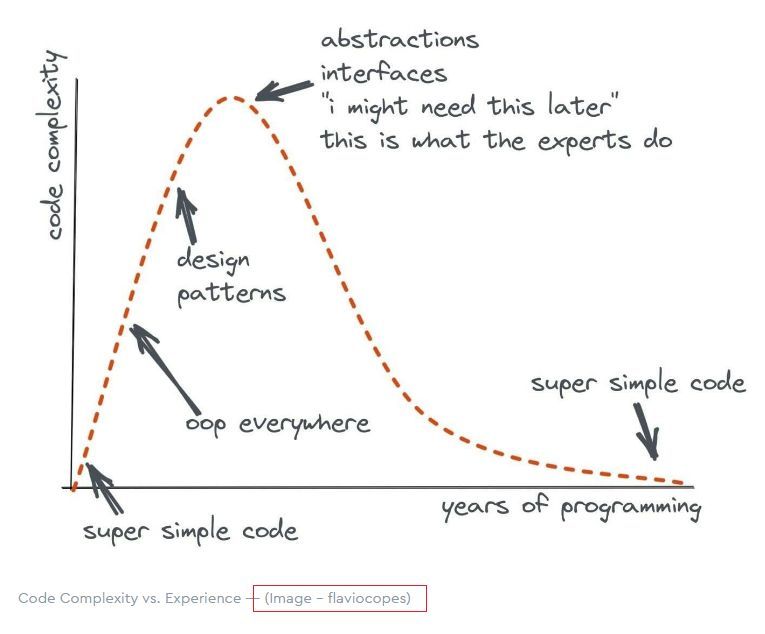 code complexity
abstractions
interfaces
"i might need this later"
this is what the experts do
design
patterns
oop everywhere
super simple code
super simple code
years of programming
Code Complexity vs. Experience — (Image – flaviocopes)